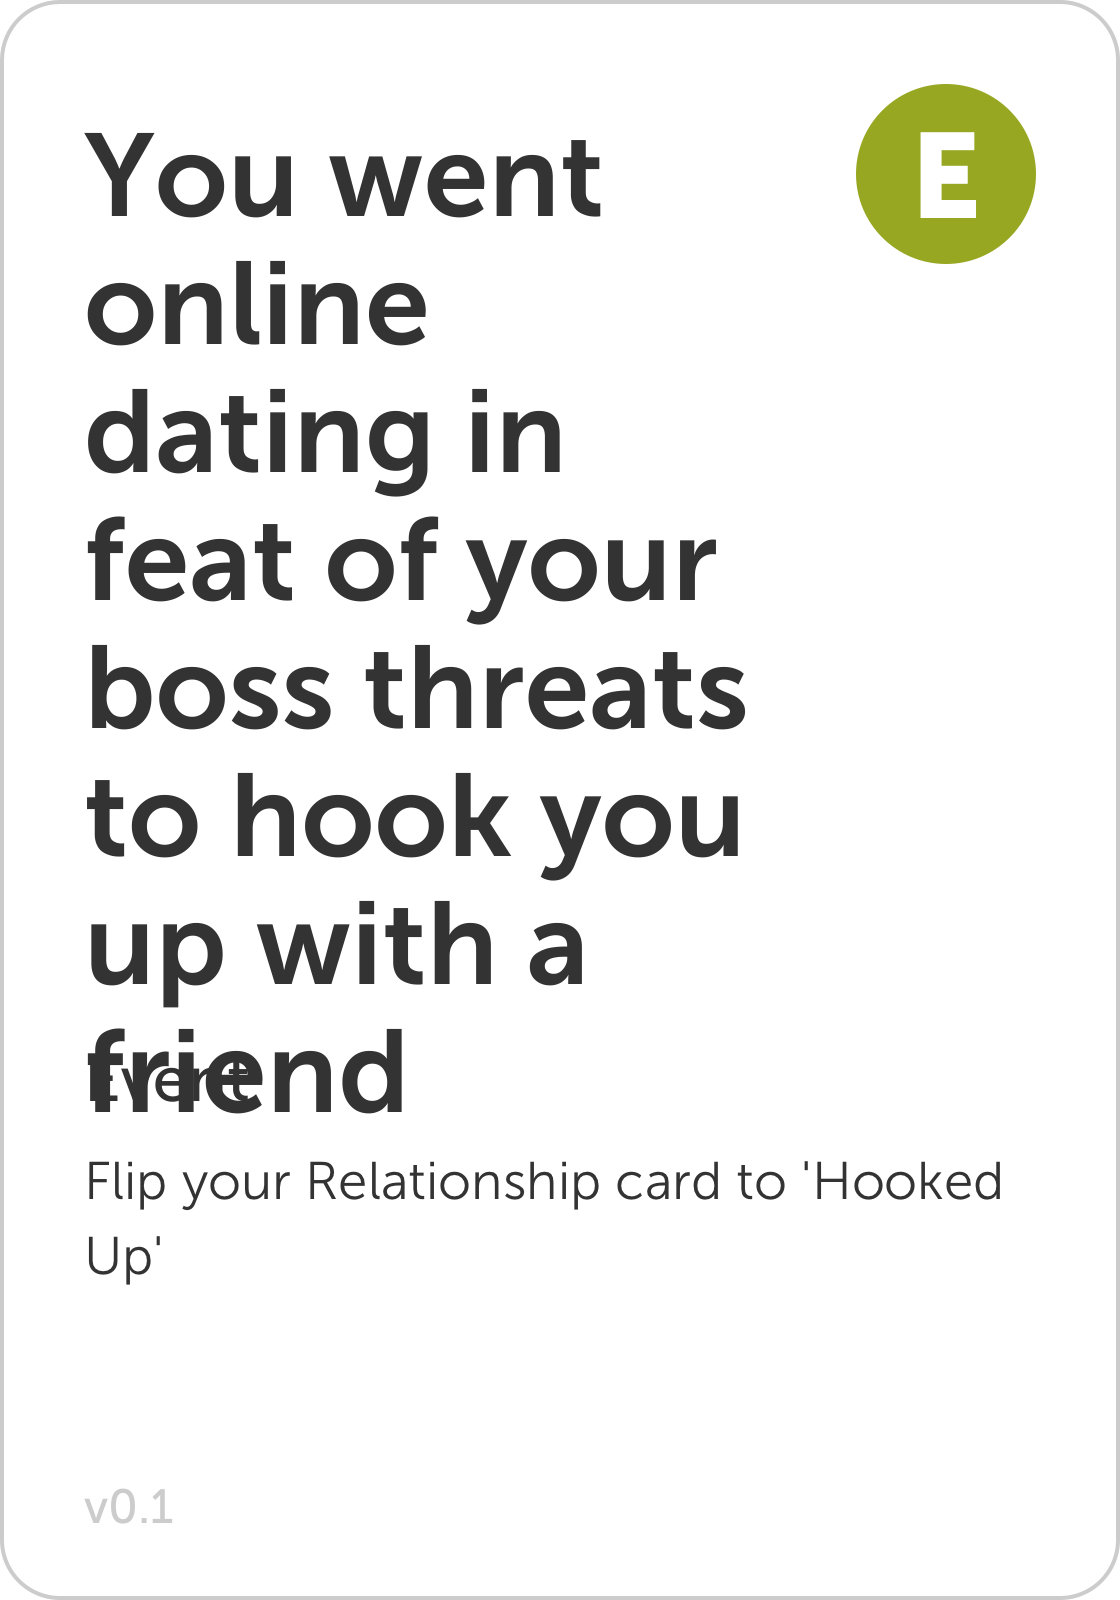 You went
E
online
dating in
feat of your
boss threats
to hook you
up with a
friend
Event
Flip your Relationship card to 'Hooked
Up'
v0.1